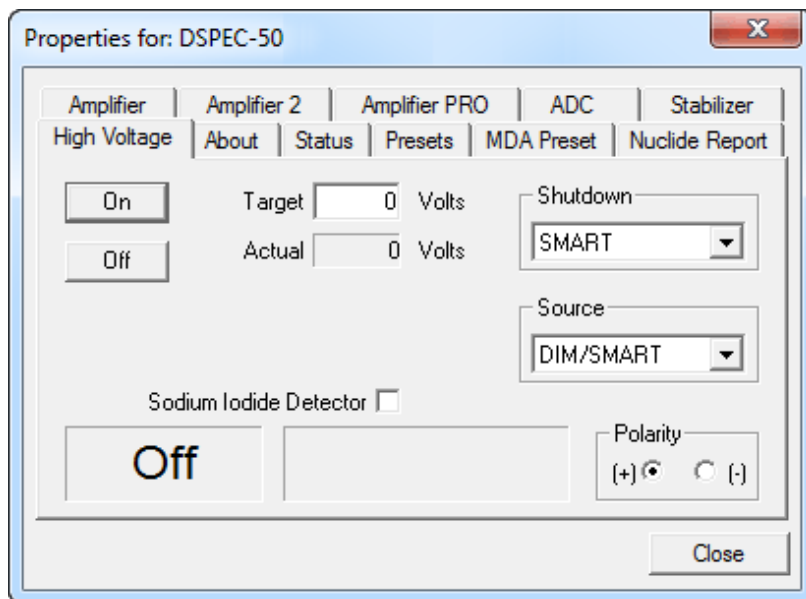 Properties for: DSPEC-50
Amplifier Amplifier 2 Amplifier PRO ADC Stabilizer
High Voltage About Status Presets MDA Preset Nuclide Report
On Target 0 Volts Shutdown
Off Actual 0 Volts SMART
Source
DIM/SMART
Sodium Iodide Detector
Off Polarity
(+) (-)
Close